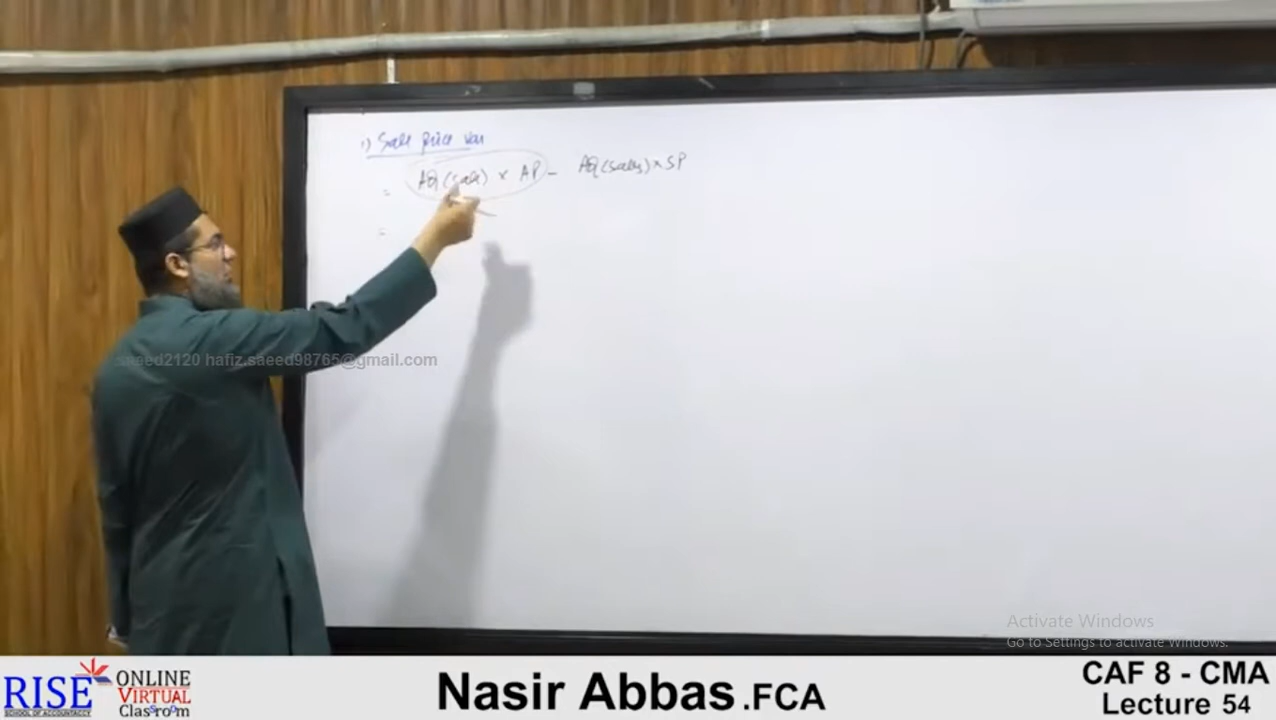 1) Sale price var
= AQ (sale) × AP - AQ (sales) × SP
=
saeed2120 hafiz.saeed98765@gmail.com
Activate Windows
Go to Settings to activate Windows.
RISE
SCHOOL OF ACCOUNTANCY
ONLINE
VIRTUAL
Classroom
Nasir Abbas.FCA
CAF 8 - CMA
Lecture 54